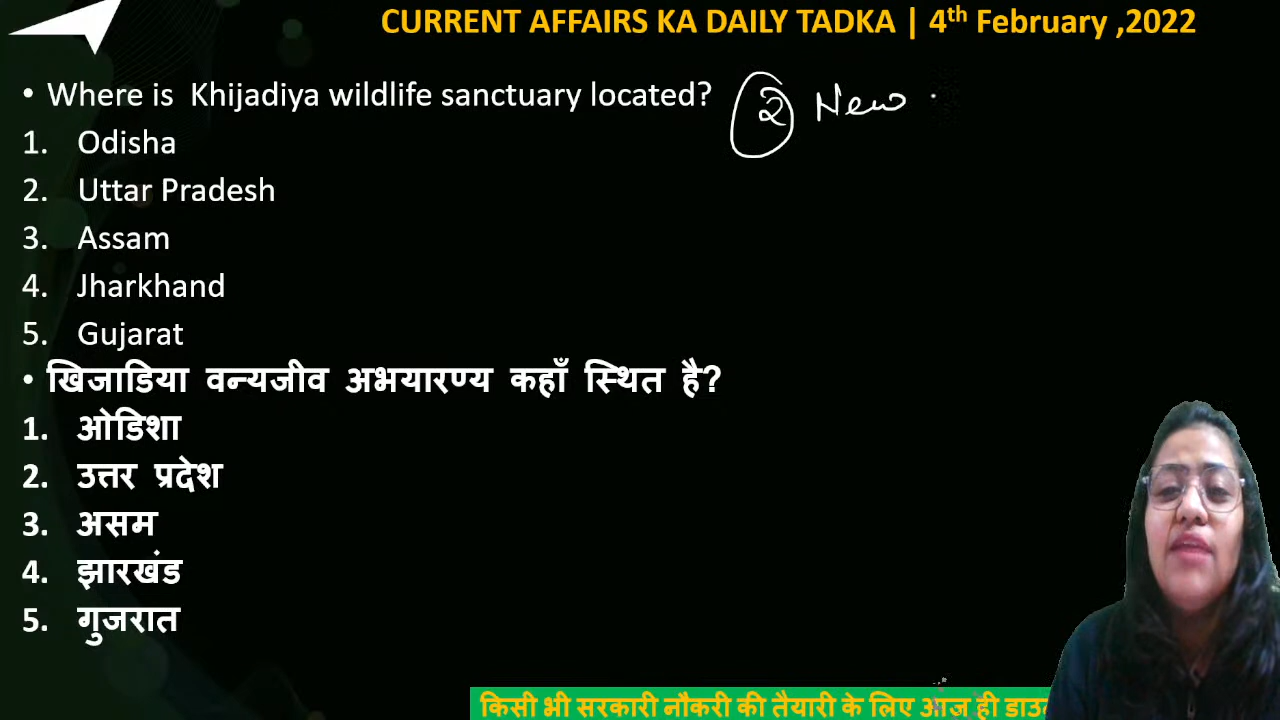 CURRENT AFFAIRS KA DAILY TADKA | 4th February ,2022
• Where is Khijadiya wildlife sanctuary located? 2 New
1. Odisha
2. Uttar Pradesh
3. Assam
4. Jharkhand
5. Gujarat
• खिजाडिया वन्यजीव अभयारण्य कहाँ स्थित है?
1. ओडिशा
2. उत्तर प्रदेश
3. असम
4. झारखंड
5. गुजरात
किसी भी सरकारी नौकरी की तैयारी के लिए आज ही